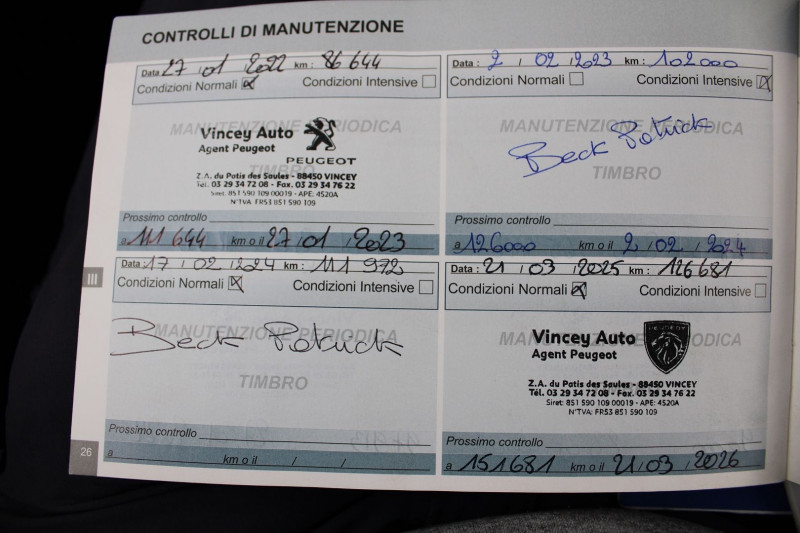 CONTROLLI DI MANUTENZIONE
Data 27 / 01 / 2022 km : 86 644
Condizioni Normali ☒ Condizioni Intensive ☐
MANUTENZIONE PERIODICA
Vincey Auto
Agent Peugeot
PEUGEOT
TIMBRO
Z.A. du Patis des Saules - 88450 VINCEY
Tél. 03 29 34 72 08 - Fax. 03 29 34 76 22
Siret: 851 590 109 00019 - APE: 4520A
N°TVA: FR53 851 590 109
Prossimo controllo
a 111 644 km o il 27 / 01 / 2023
Data : 2 / 02 / 2023 km : 102000
Condizioni Normali ☐ Condizioni Intensive ☒
MANUTENZIONE PERIODICA
Beck Patrick
TIMBRO
Prossimo controllo
a 126000 km o il 2 / 02 / 2024
III
Data : 17 / 02 / 2024 km : 111 972
Condizioni Normali ☒ Condizioni Intensive ☐
MANUTENZIONE PERIODICA
Beck Patrick
TIMBRO
Prossimo controllo
a km o il / /
Data : 21 / 03 / 2025 km : 126681
Condizioni Normali ☒ Condizioni Intensive ☐
MANUTENZIONE PERIODICA
Vincey Auto
Agent Peugeot
PEUGEOT
Z.A. du Patis des Saules - 88450 VINCEY
Tél. 03 29 34 72 08 - Fax. 03 29 34 76 22
Siret: 851 590 109 00019 - APE: 4520A
N°TVA: FR53 851 590 109
Prossimo controllo
a 151681 km o il 21 / 03 / 2026
26